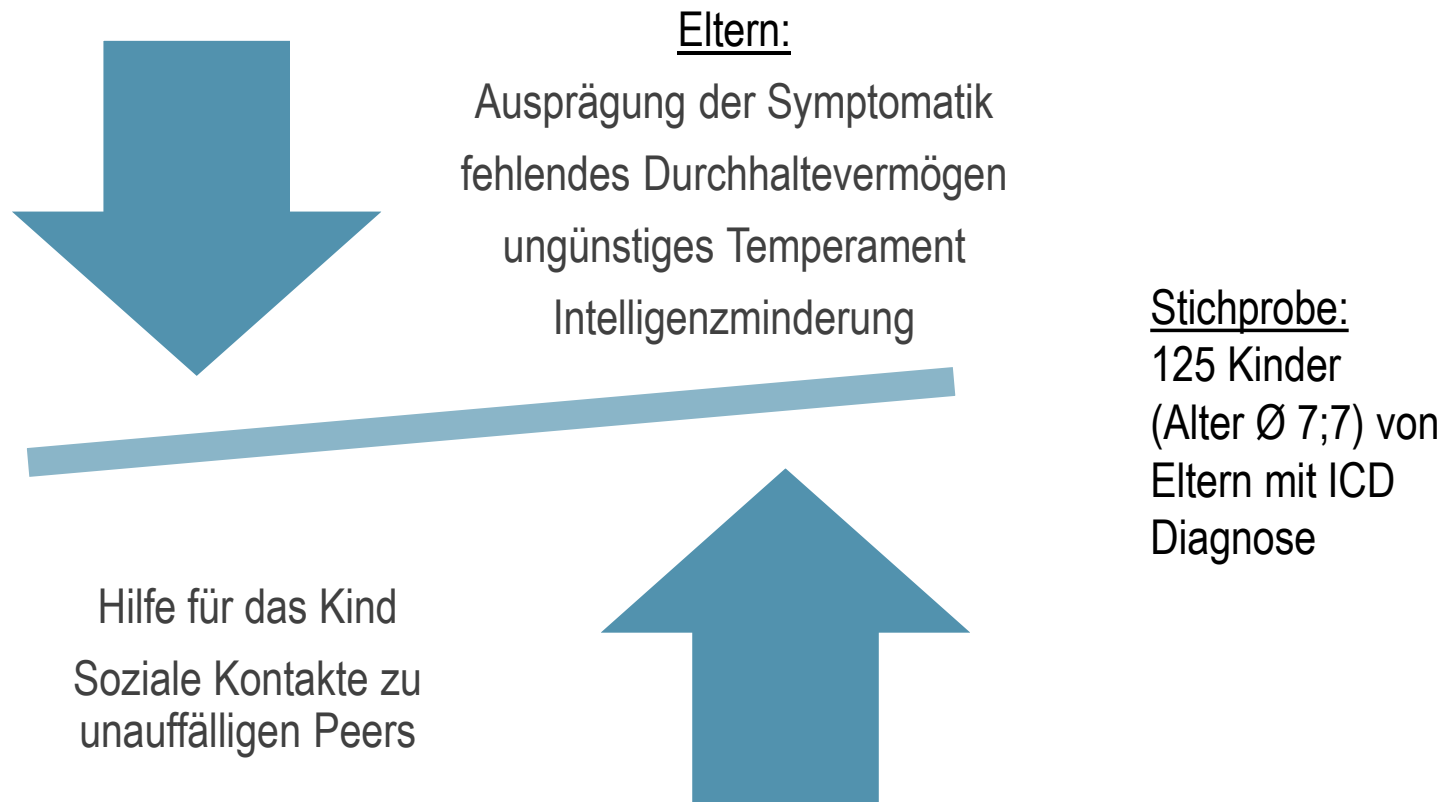 Eltern:
Ausprägung der Symptomatik
fehlendes Durchhaltevermögen
ungünstiges Temperament
Intelligenzminderung
Stichprobe:
125 Kinder
(Alter Ø 7;7) von
Eltern mit ICD
Diagnose
Hilfe für das Kind
Soziale Kontakte zu
unauffälligen Peers